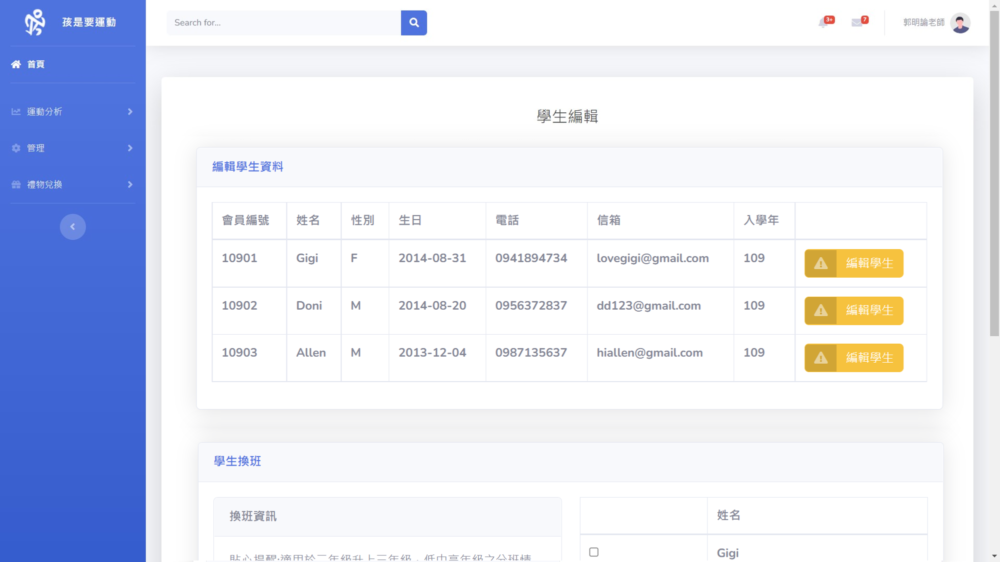 孩是要運動
Search for...
3+
7
郭明諭老師
首頁
運動分析
管理
禮物兌換
學生編輯
編輯學生資料
會員編號 姓名 性別 生日 電話 信箱 入學年
10901 Gigi F 2014-08-31 0941894734 lovegigi@gmail.com 109 編輯學生
10902 Doni M 2014-08-20 0956372837 dd123@gmail.com 109 編輯學生
10903 Allen M 2013-12-04 0987135637 hiallen@gmail.com 109 編輯學生
學生換班
換班資訊
姓名
貼心提醒:適用於二年級升上三年級，低中高年級之分班情
Gigi